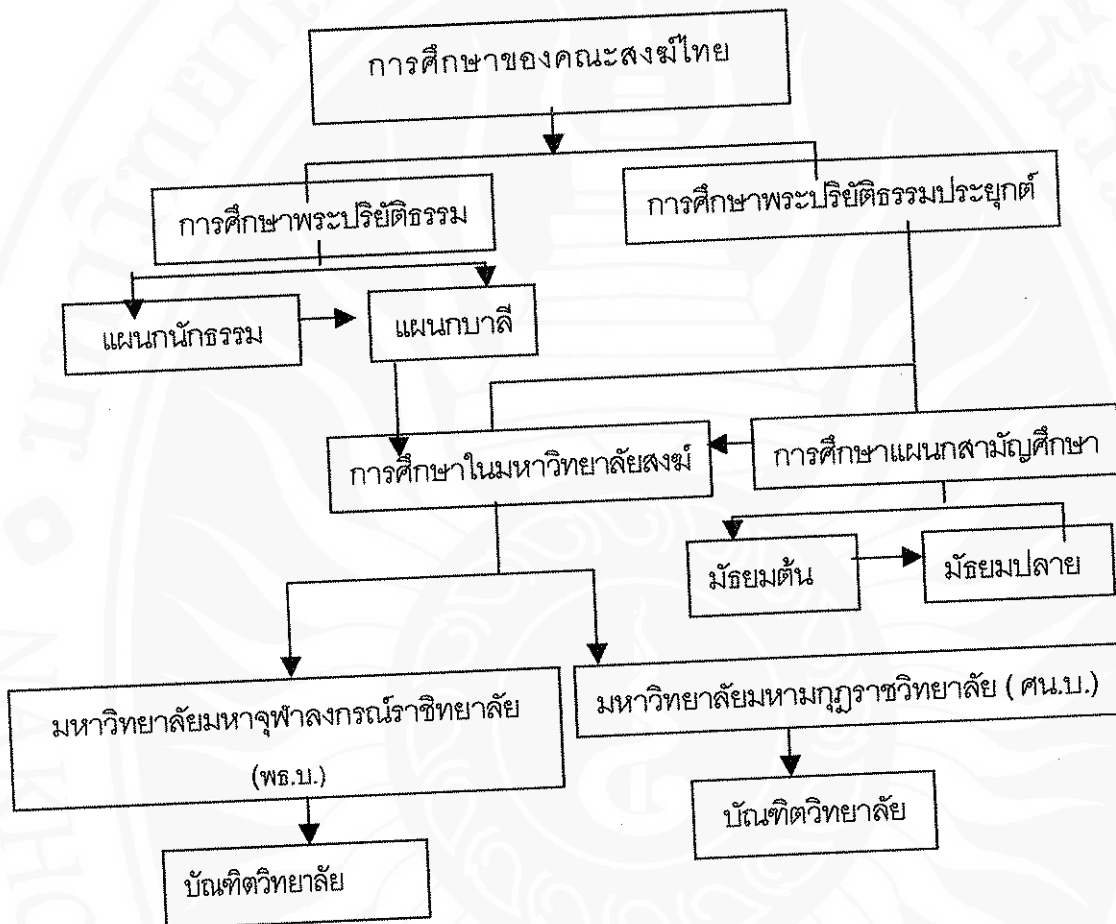 การศึกษาของคณะสงฆ์ไทย
การศึกษาพระปริยัติธรรม
การศึกษาพระปริยัติธรรมประยุกต์
แผนกนักธรรม
แผนกบาลี
การศึกษาในมหาวิทยาลัยสงฆ์
การศึกษาแผนกสามัญศึกษา
มัธยมต้น
มัธยมปลาย
มหาวิทยาลัยมหาจุฬาลงกรณ์ราชิทยาลัย
(พธ.บ.)
มหาวิทยาลัยมหามกุฏราชวิทยาลัย ( ศน.บ.)
บัณฑิตวิทยาลัย
บัณฑิตวิทยาลัย